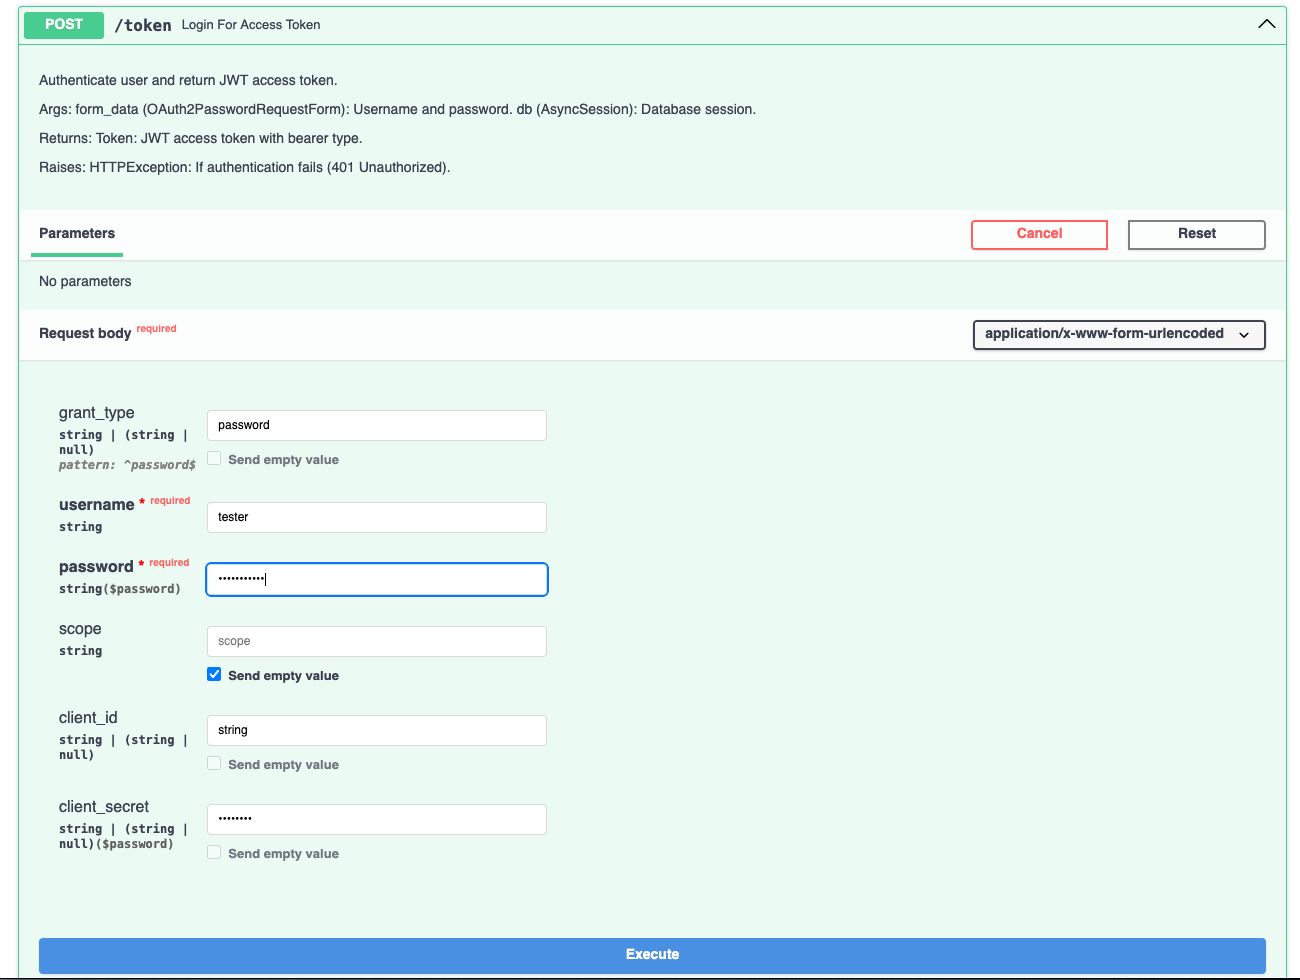 POST /token Login For Access Token
Authenticate user and return JWT access token.
Args: form_data (OAuth2PasswordRequestForm): Username and password. db (AsyncSession): Database session.
Returns: Token: JWT access token with bearer type.
Raises: HTTPException: If authentication fails (401 Unauthorized).
Parameters
Cancel
Reset
No parameters
Request body required
application/x-www-form-urlencoded
grant_type
string | (string |
null)
pattern: ^password$
password
Send empty value
username * required
string
tester
password * required
string($password)
•••••••••••
scope
string
scope
Send empty value
client_id
string | (string |
null)
string
Send empty value
client_secret
string | (string |
null)($password)
••••••••
Send empty value
Execute